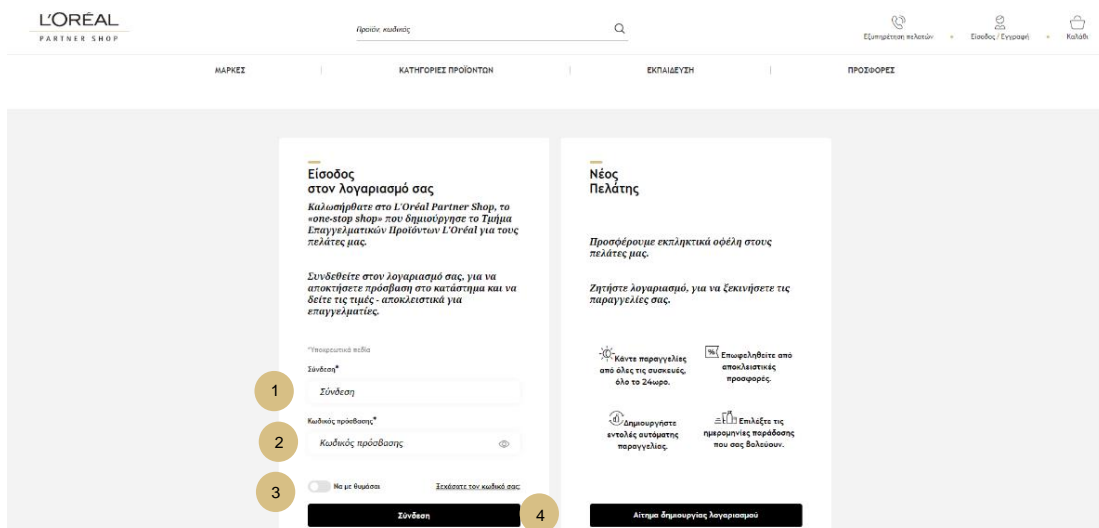 L'ORÉAL
PARTNER SHOP
Προϊόν, κωδικός
Εξυπηρέτηση πελατών
Είσοδος / Εγγραφή
Καλάθι
ΜΑΡΚΕΣ
ΚΑΤΗΓΟΡΙΕΣ ΠΡΟΪΟΝΤΩΝ
ΕΚΠΑΙΔΕΥΣΗ
ΠΡΟΣΦΟΡΕΣ
Είσοδος
στον λογαριασμό σας
Καλωσήρθατε στο L'Oréal Partner Shop, το
«one-stop shop» που δημιούργησε το Τμήμα
Επαγγελματικών Προϊόντων L'Oréal για τους
πελάτες μας.
Συνδεθείτε στον λογαριασμό σας, για να
αποκτήσετε πρόσβαση στο κατάστημα και να
δείτε τις τιμές - αποκλειστικά για
επαγγελματίες.
*Υποχρεωτικά πεδία
Σύνδεση*
1
Σύνδεση
Κωδικός πρόσβασης*
2
Κωδικός πρόσβασης
3
Να με θυμάσαι
Ξεχάσατε τον κωδικό σας;
Σύνδεση
4
Νέος
Πελάτης
Προσφέρουμε εκπληκτικά οφέλη στους
πελάτες μας.
Ζητήστε λογαριασμό, για να ξεκινήσετε τις
παραγγελίες σας.
Κάντε παραγγελίες
από όλες τις συσκευές,
όλο το 24ωρο.
% Επωφεληθείτε από
αποκλειστικές
προσφορές.
Δημιουργήστε
εντολές αυτόματης
παραγγελίας.
Επιλέξτε τις
ημερομηνίες παράδοσης
που σας βολεύουν.
Αίτημα δημιουργίας λογαριασμού